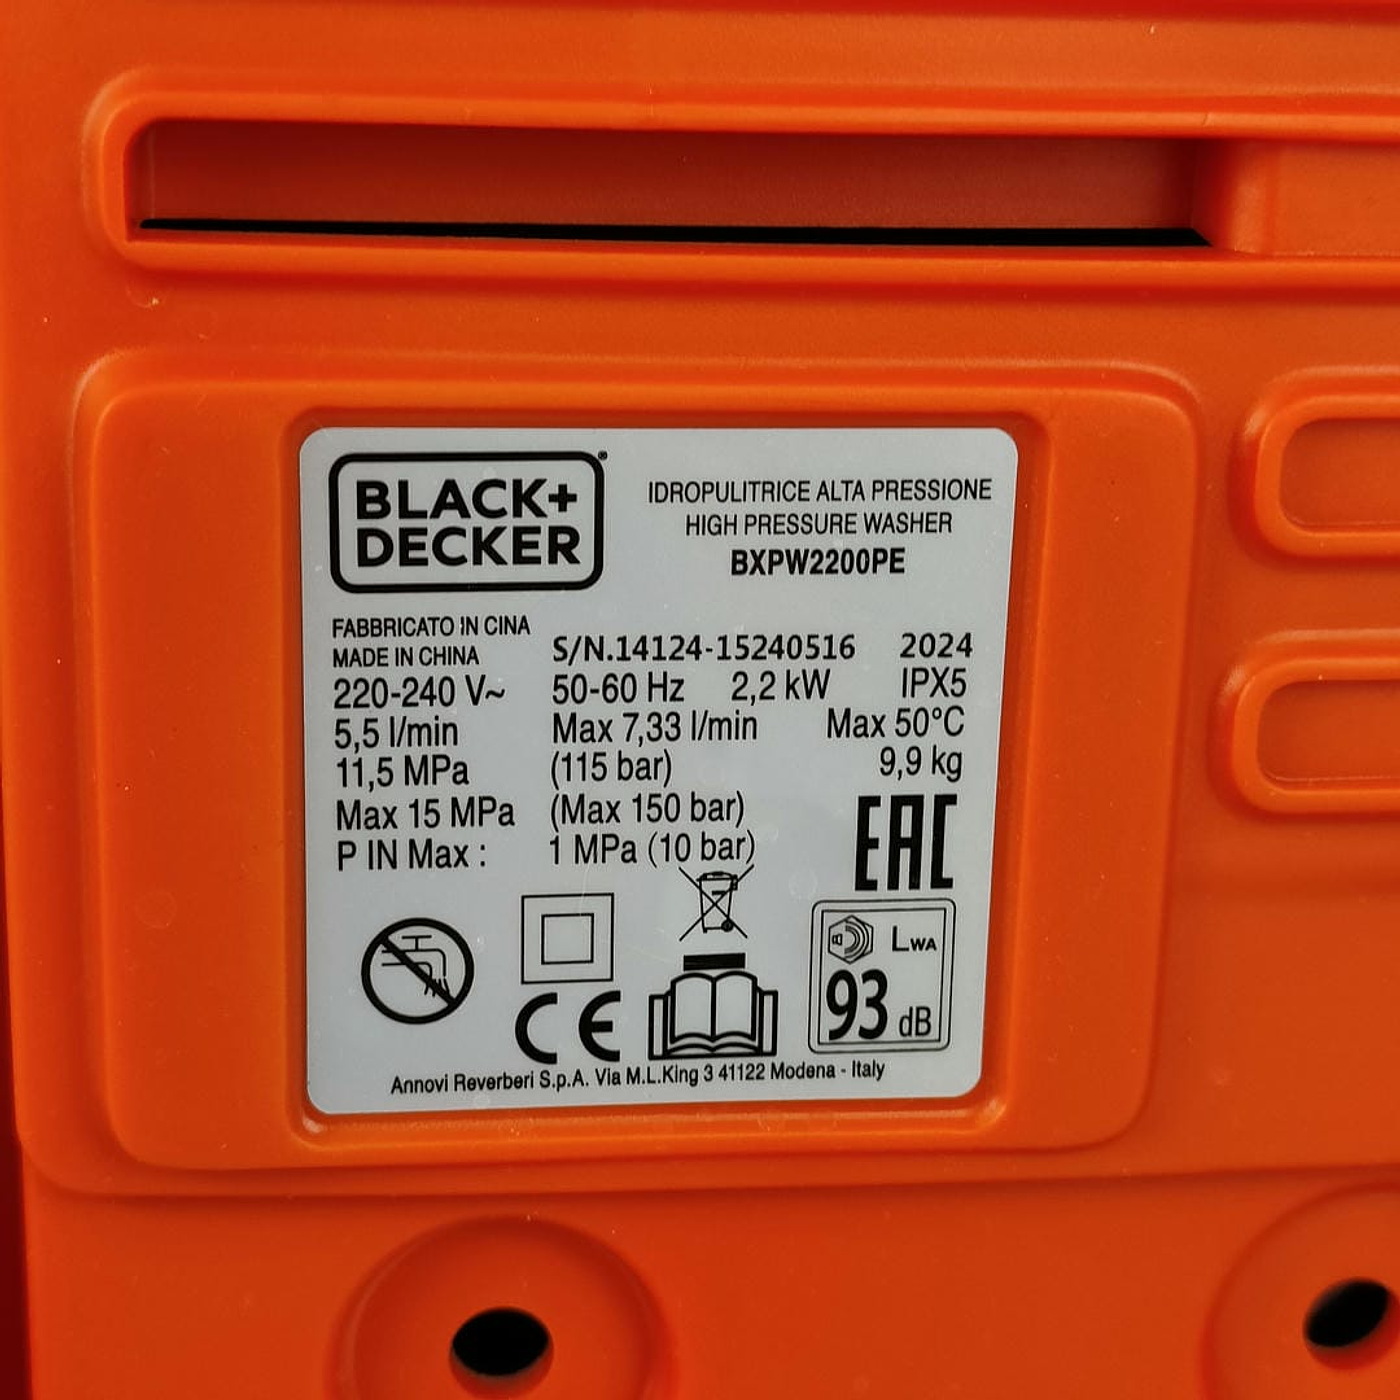 BLACK+
DECKER®
IDROPULITRICE ALTA PRESSIONE
HIGH PRESSURE WASHER
BXPW2200PE
FABBRICATO IN CINA
MADE IN CHINA
S/N.14124-15240516 2024
220-240 V~ 50-60 Hz 2,2 kW IPX5
5,5 l/min Max 7,33 l/min Max 50°C
11,5 MPa (115 bar) 9,9 kg
Max 15 MPa (Max 150 bar)
P IN Max : 1 MPa (10 bar)
EAC
LWA
93 dB
CE
Annovi Reverberi S.p.A. Via M.L.King 3 41122 Modena - Italy